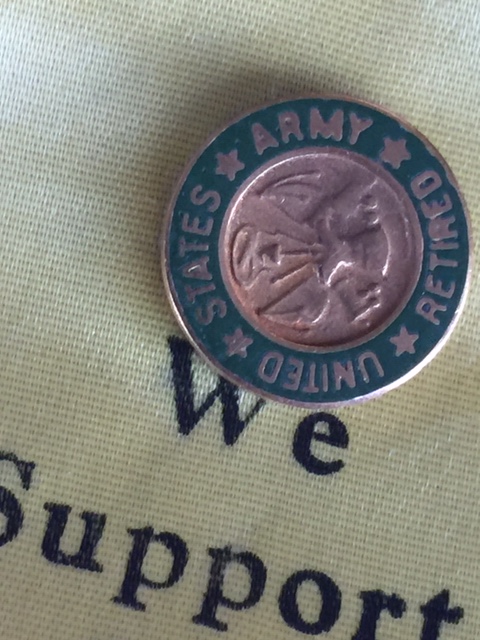 UNITED STATES ARMY RETIRED
We
Support